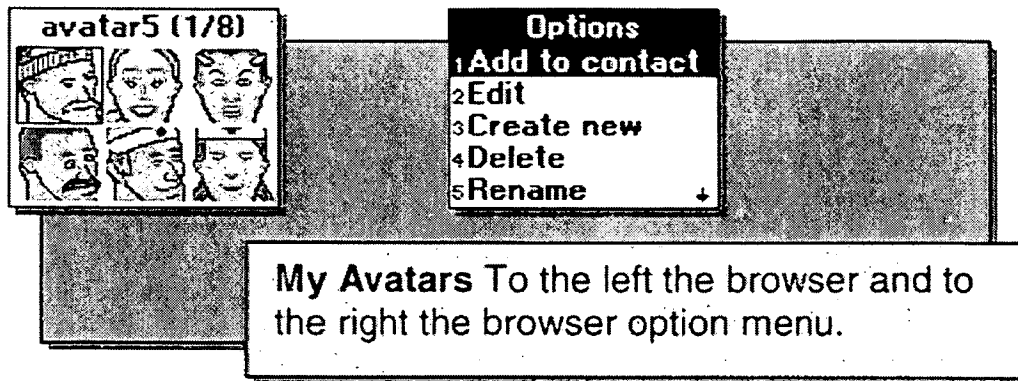 avatar5 (1/8)
Options
1Add to contact
2Edit
3Create new
4Delete
5Rename
My Avatars To the left the browser and to
the right the browser option menu.